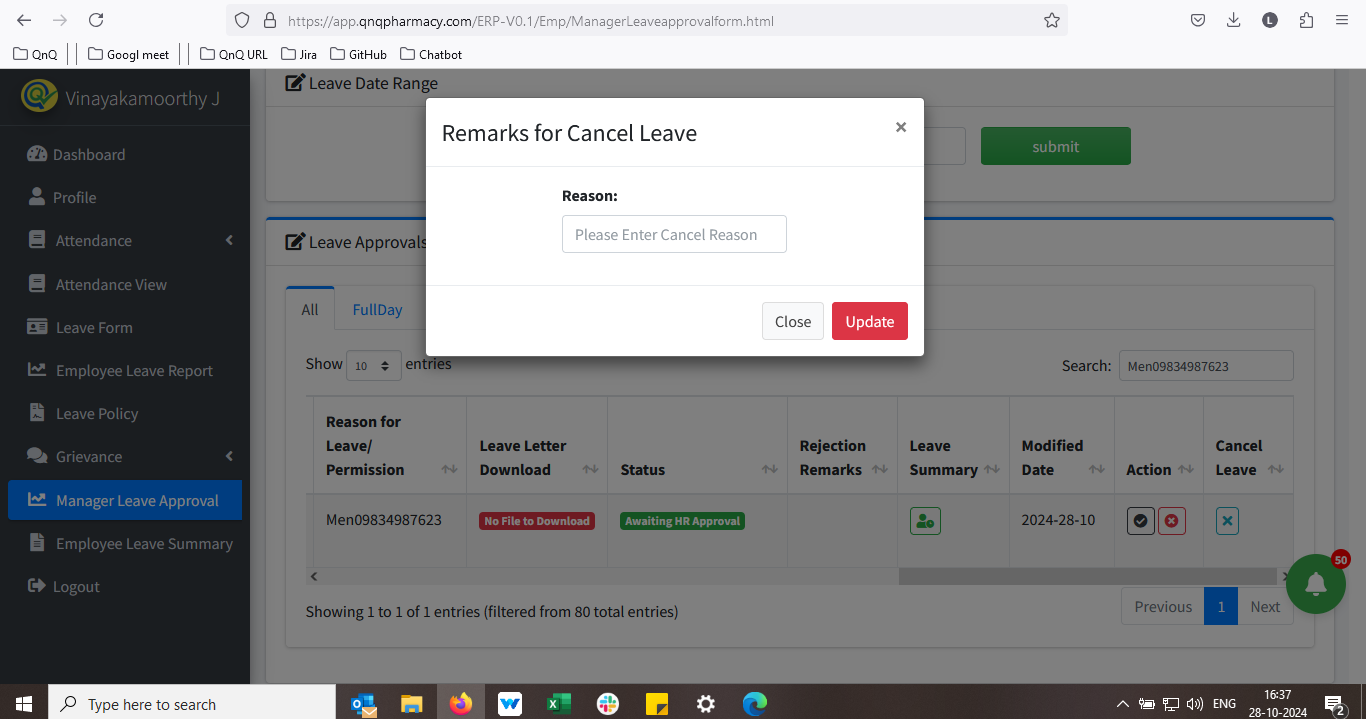 https://app.qnqpharmacy.com/ERP-V0.1/Emp/ManagerLeaveapprovalform.html
L
QnQ
Googl meet
QnQ URL
Jira
GitHub
Chatbot
Vinayakamoorthy J
Dashboard
Profile
Attendance
Attendance View
Leave Form
Employee Leave Report
Leave Policy
Grievance
Manager Leave Approval
Employee Leave Summary
Logout
Leave Date Range
submit
Remarks for Cancel Leave
×
Reason:
Please Enter Cancel Reason
Close
Update
Leave Approvals
All
FullDay
Show 10 entries
Search: Men09834987623
Reason for
Leave/
Permission
Leave Letter
Download
Status
Rejection
Remarks
Leave
Summary
Modified
Date
Action
Cancel
Leave
Men09834987623
No File to Download
Awaiting HR Approval
2024-28-10
50
Showing 1 to 1 of 1 entries (filtered from 80 total entries)
Previous
1
Next
Type here to search
ENG
16:37
28-10-2024
2